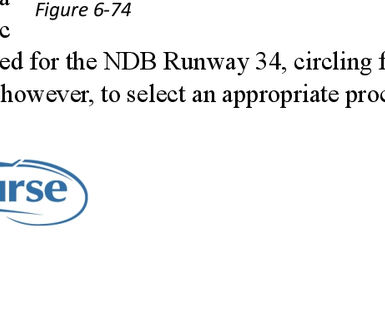 a
Figure 6-74
c
ed for the NDB Runway 34, circling f
however, to select an appropriate proc
urse